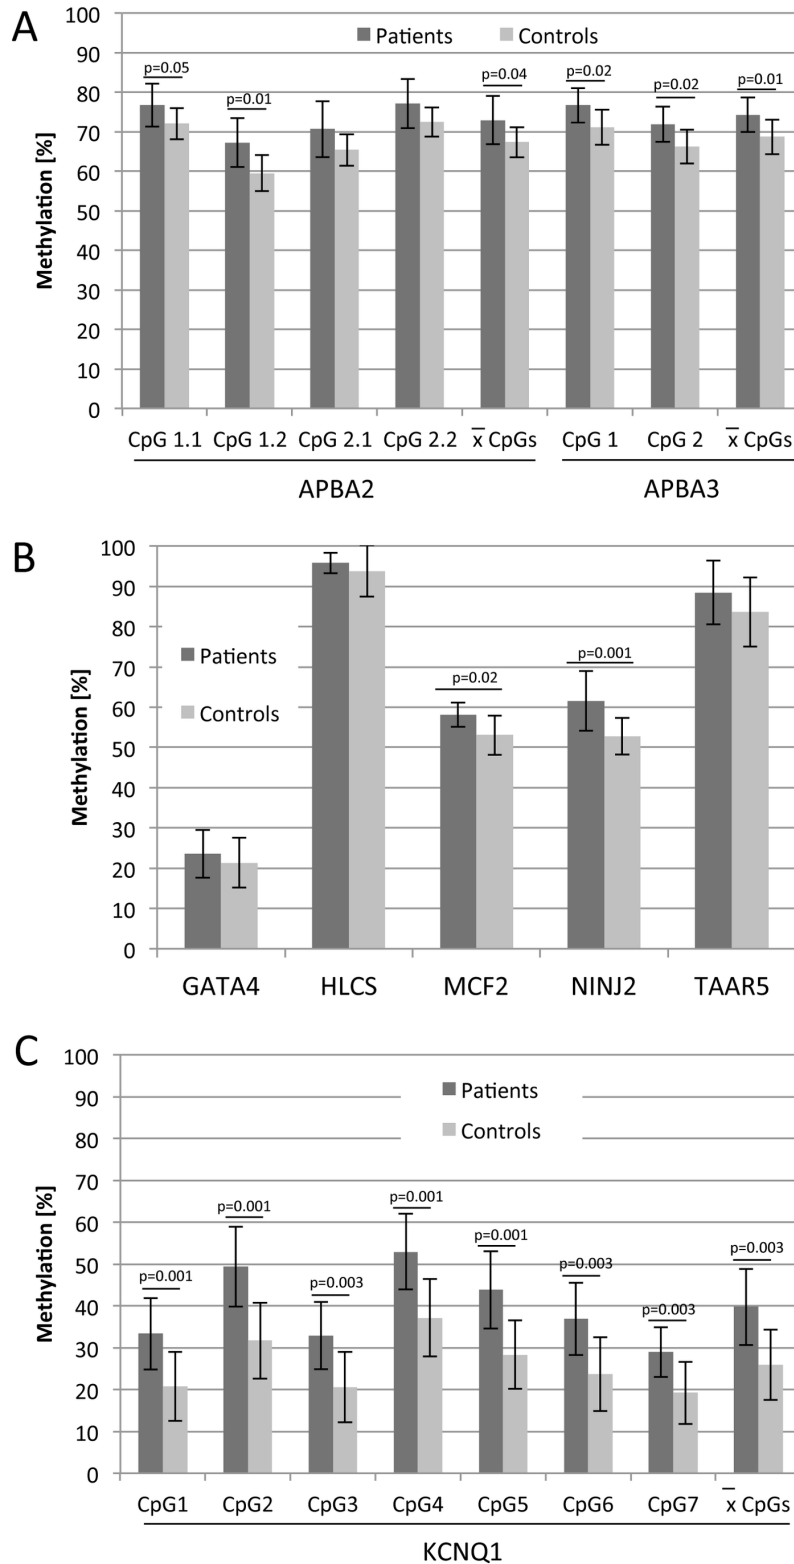 A
Patients Controls
100
90
80
70
60
50
40
30
20
10
0
Methylation [%]
p=0.05 p=0.01 p=0.04 p=0.02 p=0.02 p=0.01
CpG 1.1 CpG 1.2 CpG 2.1 CpG 2.2 x̅ CpGs CpG 1 CpG 2 x̅ CpGs
APBA2 APBA3
B
100
90
80
70
60
50
40
30
20
10
0
Methylation [%]
Patients
Controls
p=0.02 p=0.001
GATA4 HLCS MCF2 NINJ2 TAAR5
C
100
90
80
70
60
50
40
30
20
10
0
Methylation [%]
Patients
Controls
p=0.001 p=0.001 p=0.003 p=0.001 p=0.001 p=0.003 p=0.003 p=0.003
CpG1 CpG2 CpG3 CpG4 CpG5 CpG6 CpG7 x̅ CpGs
KCNQ1